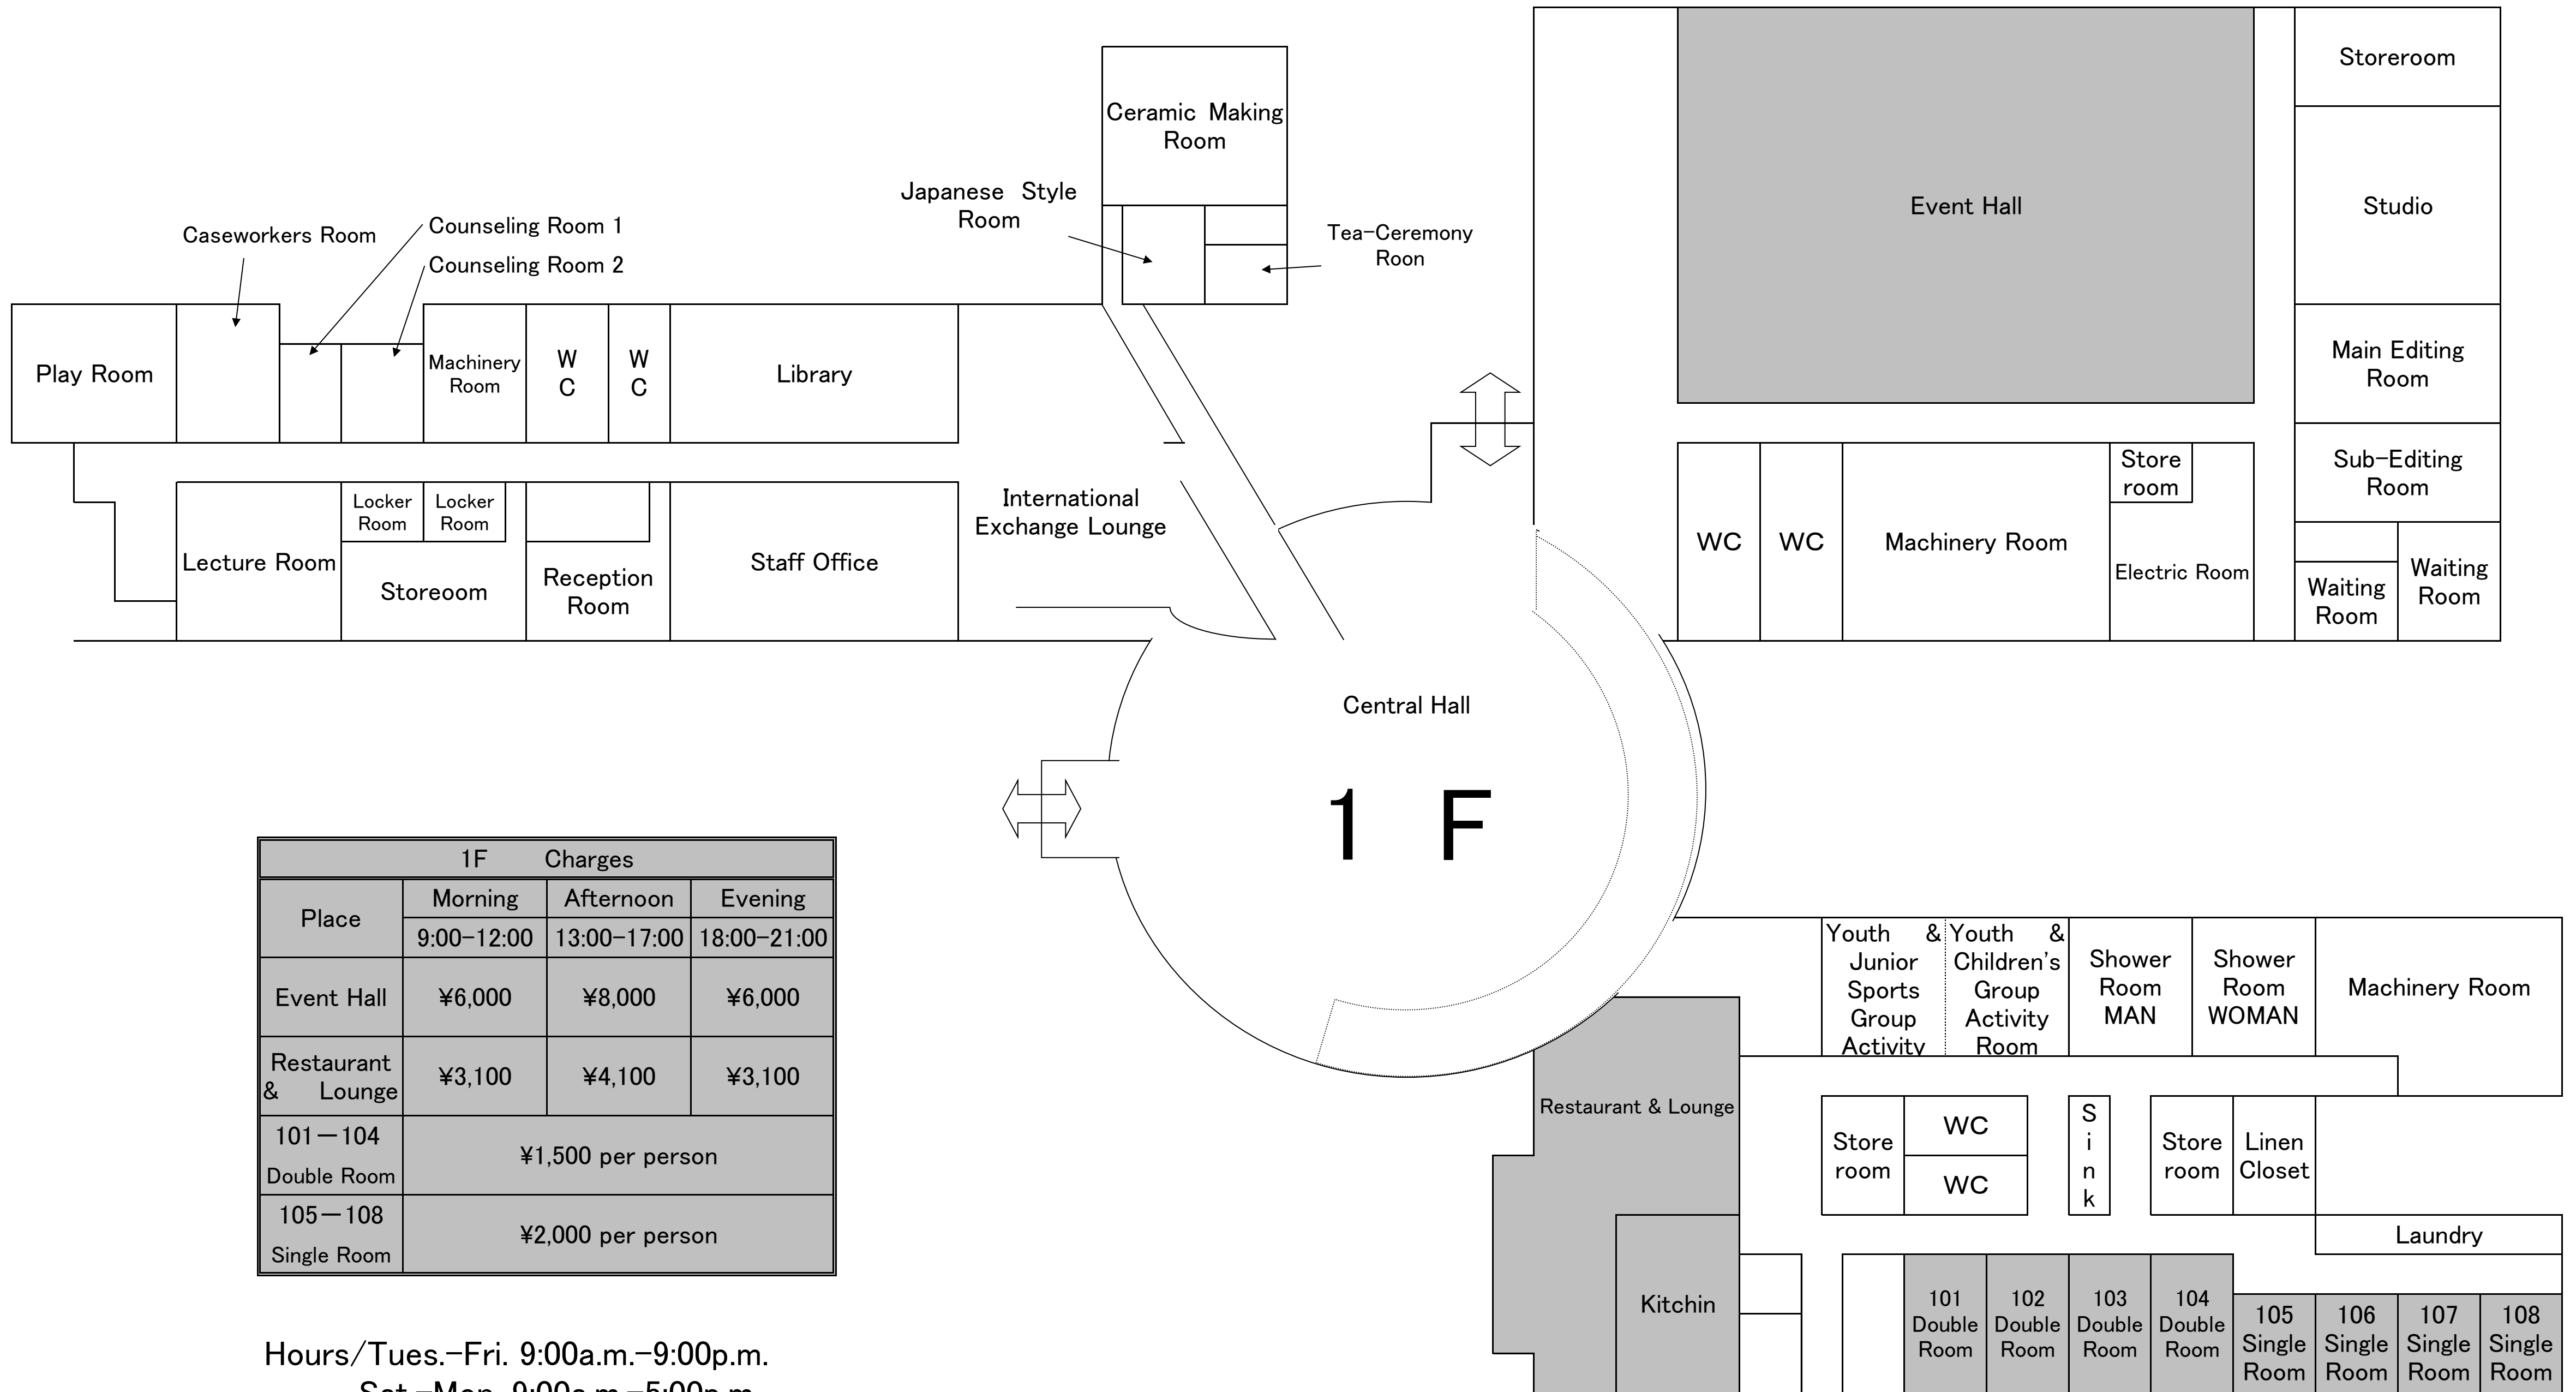 Ceramic Making
Room
Japanese Style
Room
Tea-Ceremony
Roon
Caseworkers Room
Counseling Room 1
Counseling Room 2
Play Room
Machinery
Room
W
C
W
C
Library
Lecture Room
Locker
Room
Locker
Room
Storeoom
Reception
Room
Staff Office
International
Exchange Lounge
Event Hall
Storeroom
Studio
Main Editing
Room
Sub-Editing
Room
Waiting
Room
Waiting
Room
WC
WC
Machinery Room
Store
room
Electric Room
Central Hall
1 F
1F Charges
Place
Morning
Afternoon
Evening
9:00-12:00
13:00-17:00
18:00-21:00
Event Hall
¥6,000
¥8,000
¥6,000
Restaurant
& Lounge
¥3,100
¥4,100
¥3,100
101－104
Double Room
¥1,500 per person
105－108
Single Room
¥2,000 per person
Hours/Tues.-Fri. 9:00a.m.-9:00p.m.
Sat.-Mon. 9:00a.m.-5:00p.m.
Youth &
Junior
Sports
Group
Activity
Youth &
Children's
Group
Activity
Room
Shower
Room
MAN
Shower
Room
WOMAN
Machinery Room
Restaurant & Lounge
Store
room
WC
WC
S
i
n
k
Store
room
Linen
Closet
Laundry
Kitchin
101
Double
Room
102
Double
Room
103
Double
Room
104
Double
Room
105
Single
Room
106
Single
Room
107
Single
Room
108
Single
Room